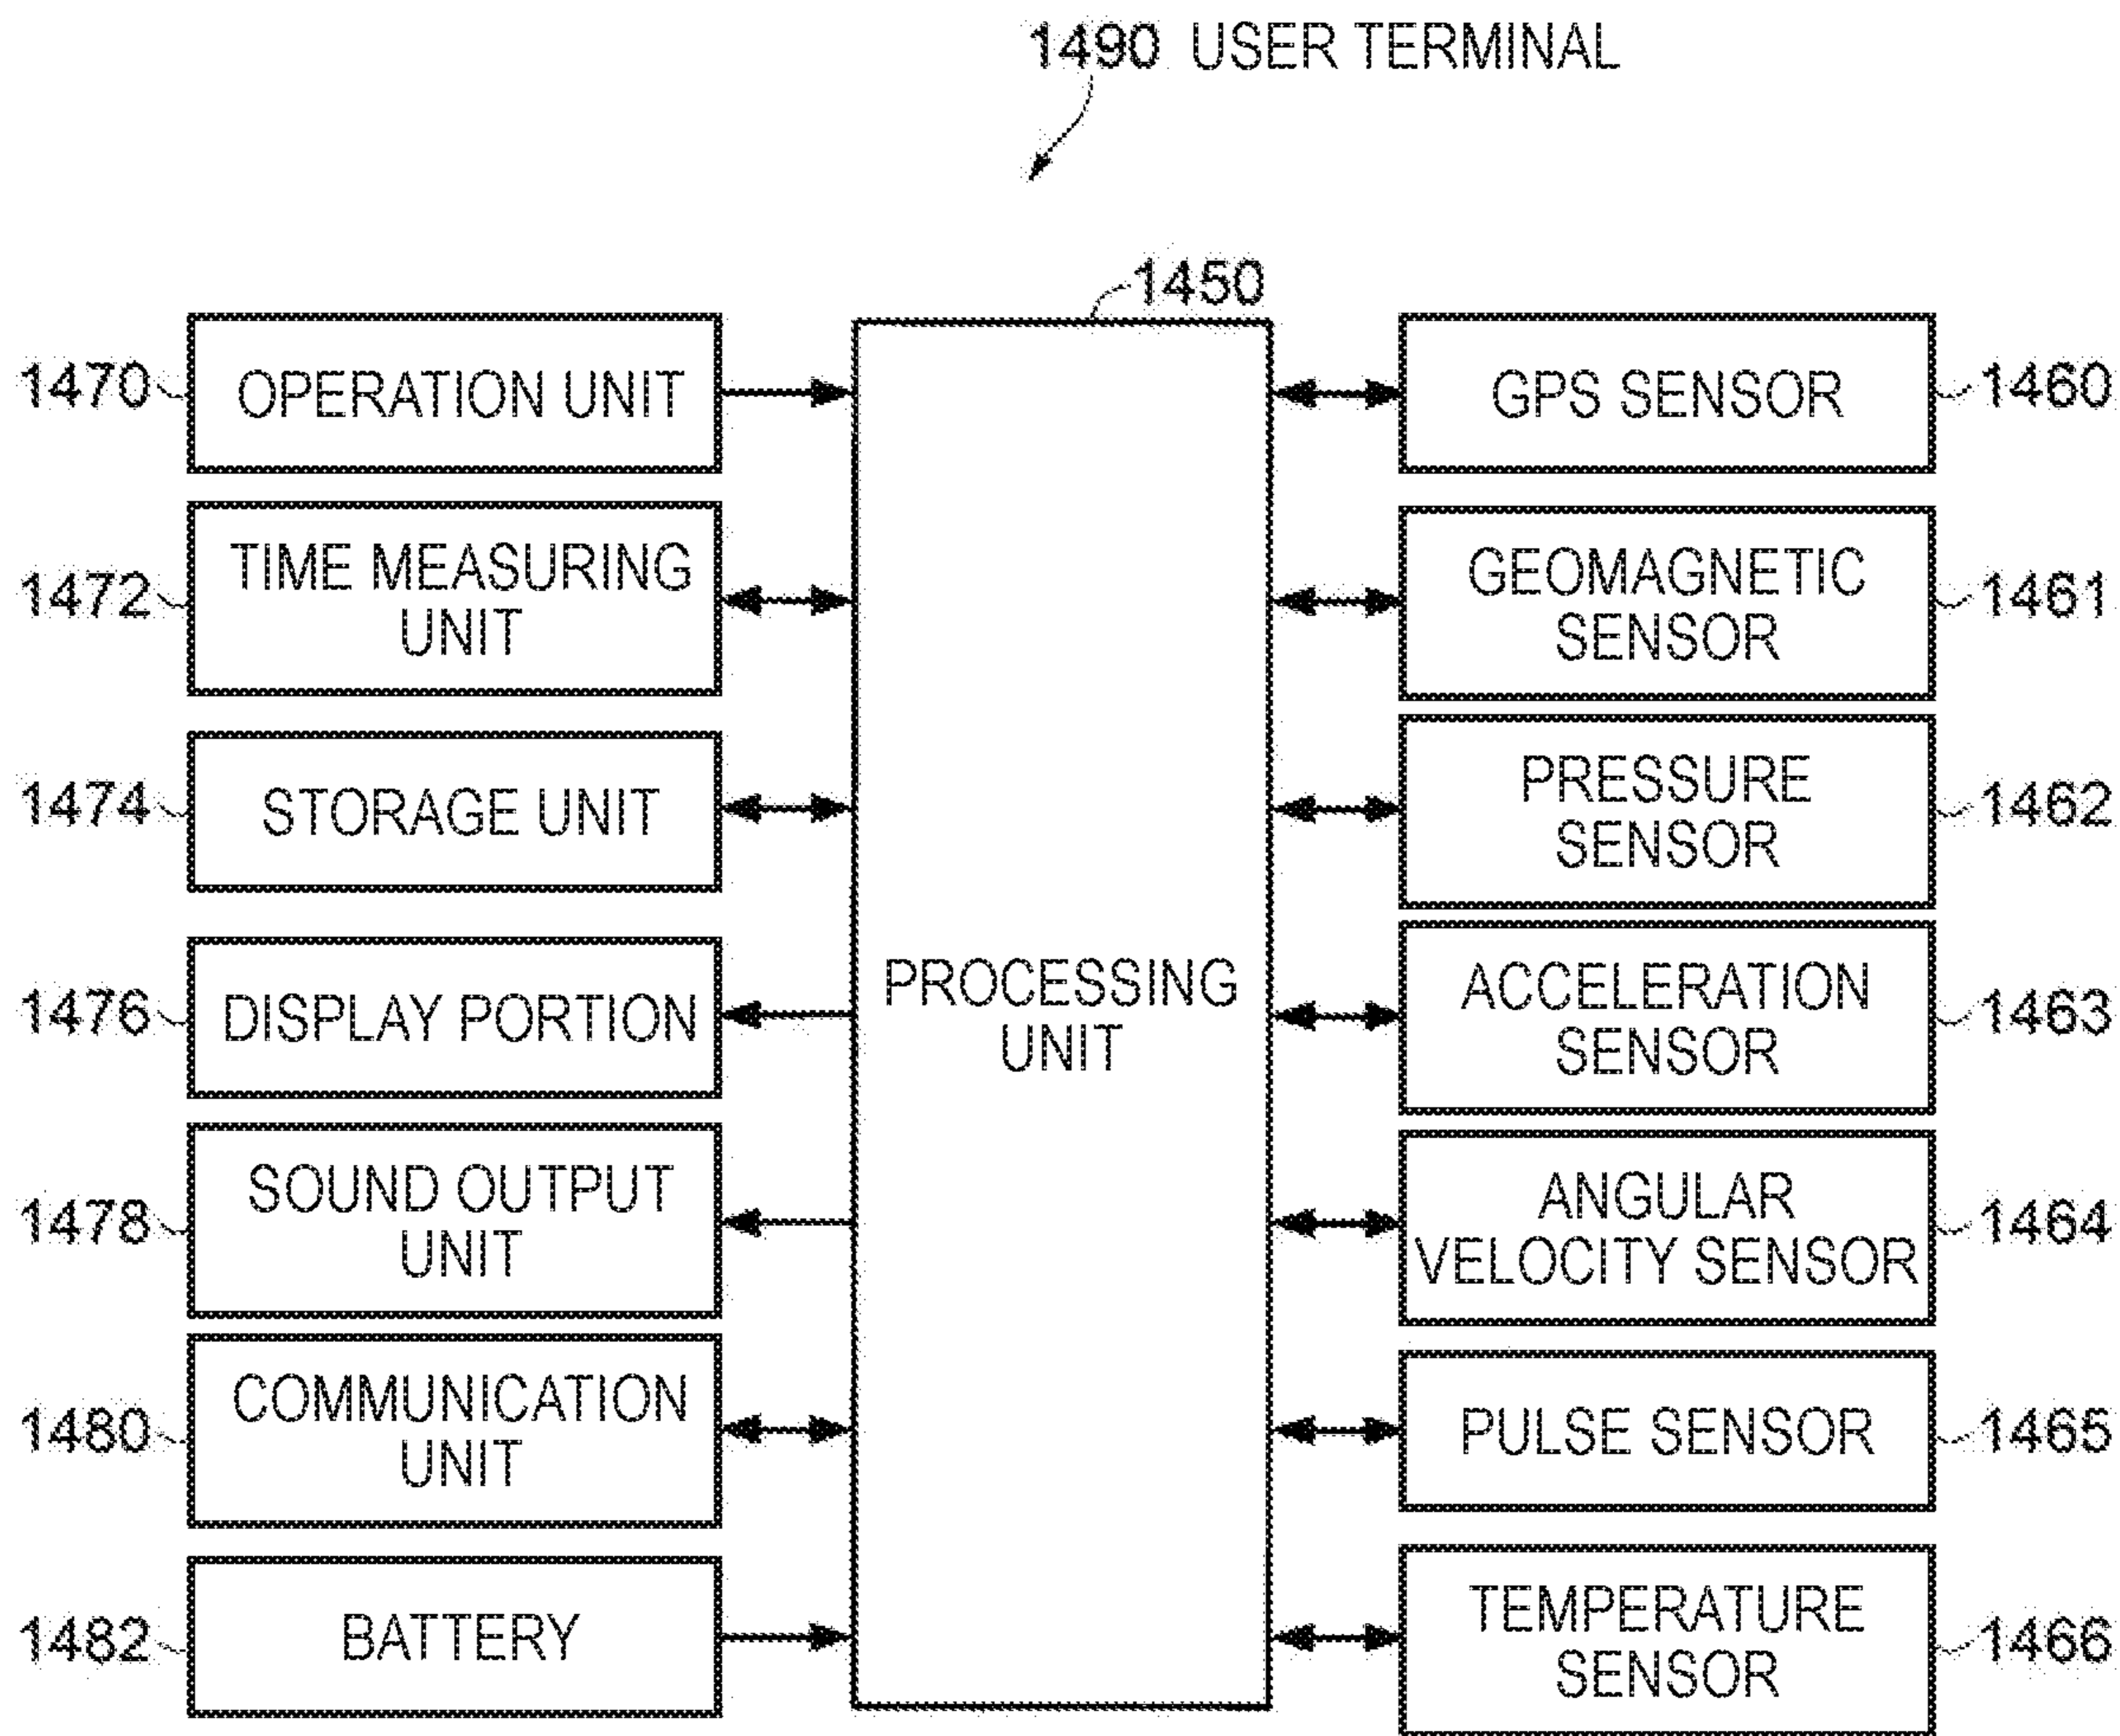 1490 USER TERMINAL
1450
1470
OPERATION UNIT
1472
TIME MEASURING
UNIT
1474
STORAGE UNIT
1476
DISPLAY PORTION
1478
SOUND OUTPUT
UNIT
1480
COMMUNICATION
UNIT
1482
BATTERY
PROCESSING
UNIT
GPS SENSOR
1460
GEOMAGNETIC
SENSOR
1461
PRESSURE
SENSOR
1462
ACCELERATION
SENSOR
1463
ANGULAR
VELOCITY SENSOR
1464
PULSE SENSOR
1465
TEMPERATURE
SENSOR
1466